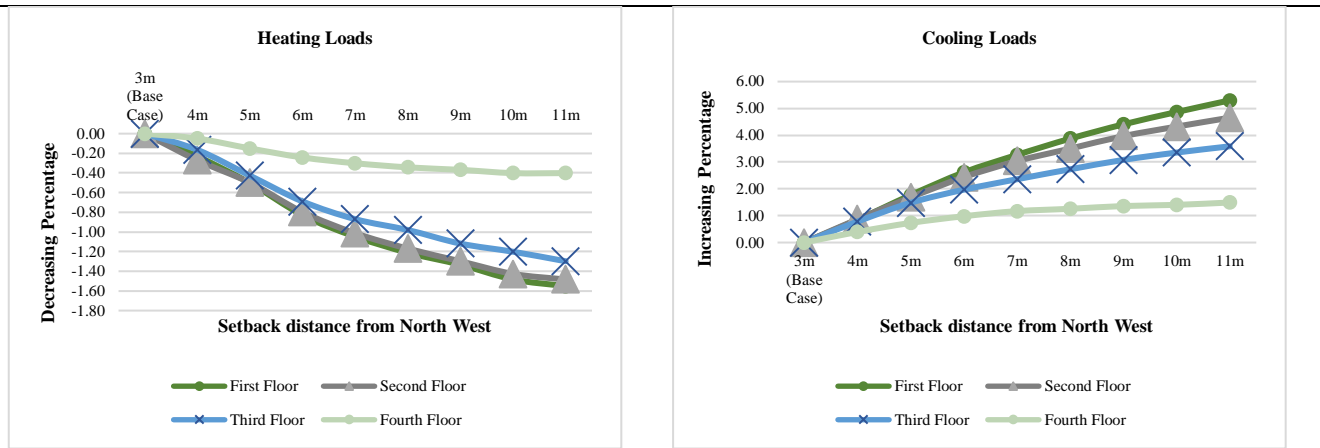 Heating Loads
3m
(Base
Case)
4m 5m 6m 7m 8m 9m 10m 11m
0.00
-0.20
-0.40
-0.60
-0.80
-1.00
-1.20
-1.40
-1.60
-1.80
Decreasing Percentage
Setback distance from North West
First Floor Second Floor
Third Floor Fourth Floor
Cooling Loads
6.00
5.00
4.00
3.00
2.00
1.00
0.00
Increasing Percentage
3m 4m 5m 6m 7m 8m 9m 10m 11m
(Base
Case)
Setback distance from North West
First Floor Second Floor
Third Floor Fourth Floor